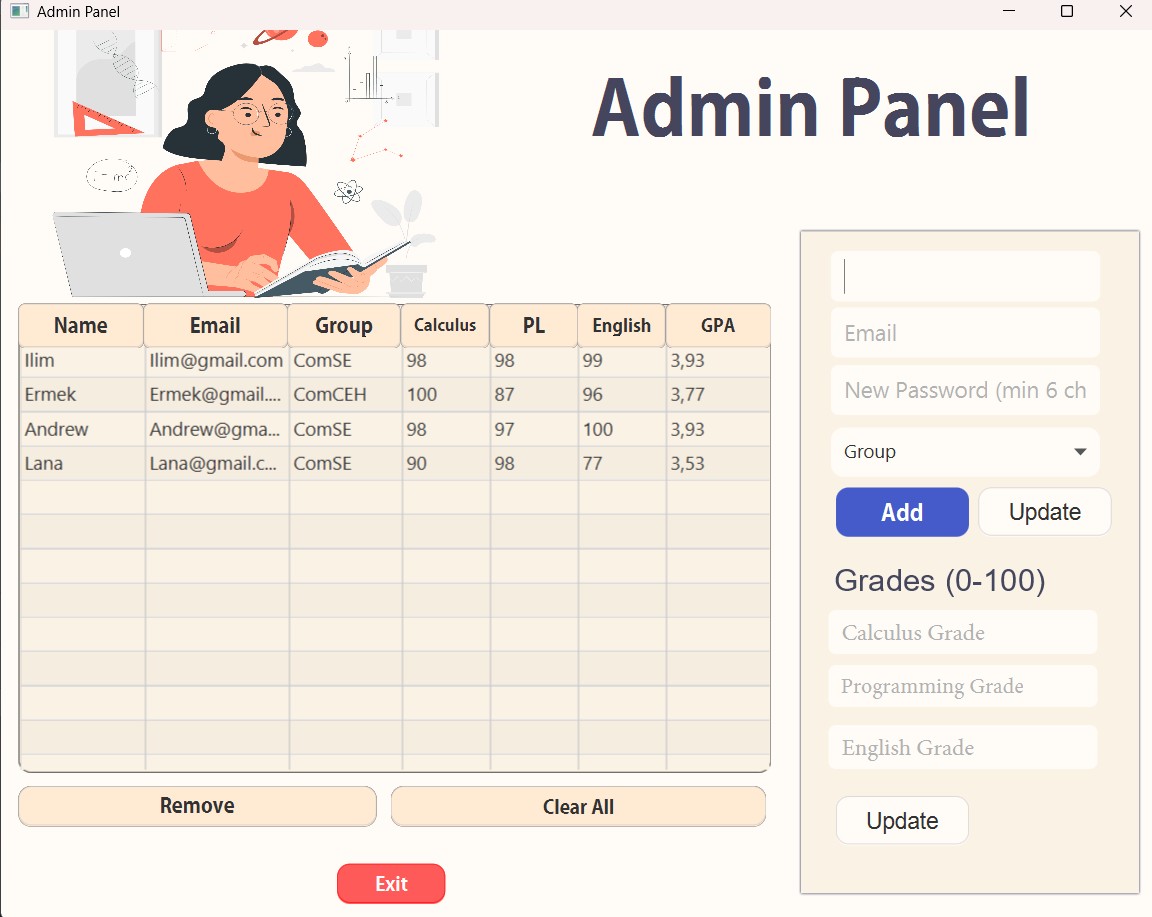 Admin Panel
Admin Panel
Name Email Group Calculus PL English GPA
Ilim Ilim@gmail.com ComSE 98 98 99 3,93
Ermek Ermek@gmail.... ComCEH 100 87 96 3,77
Andrew Andrew@gma... ComSE 98 97 100 3,93
Lana Lana@gmail.c... ComSE 90 98 77 3,53
Remove Clear All
Exit
Email
New Password (min 6 ch
Group
Add Update
Grades (0-100)
Calculus Grade
Programming Grade
English Grade
Update